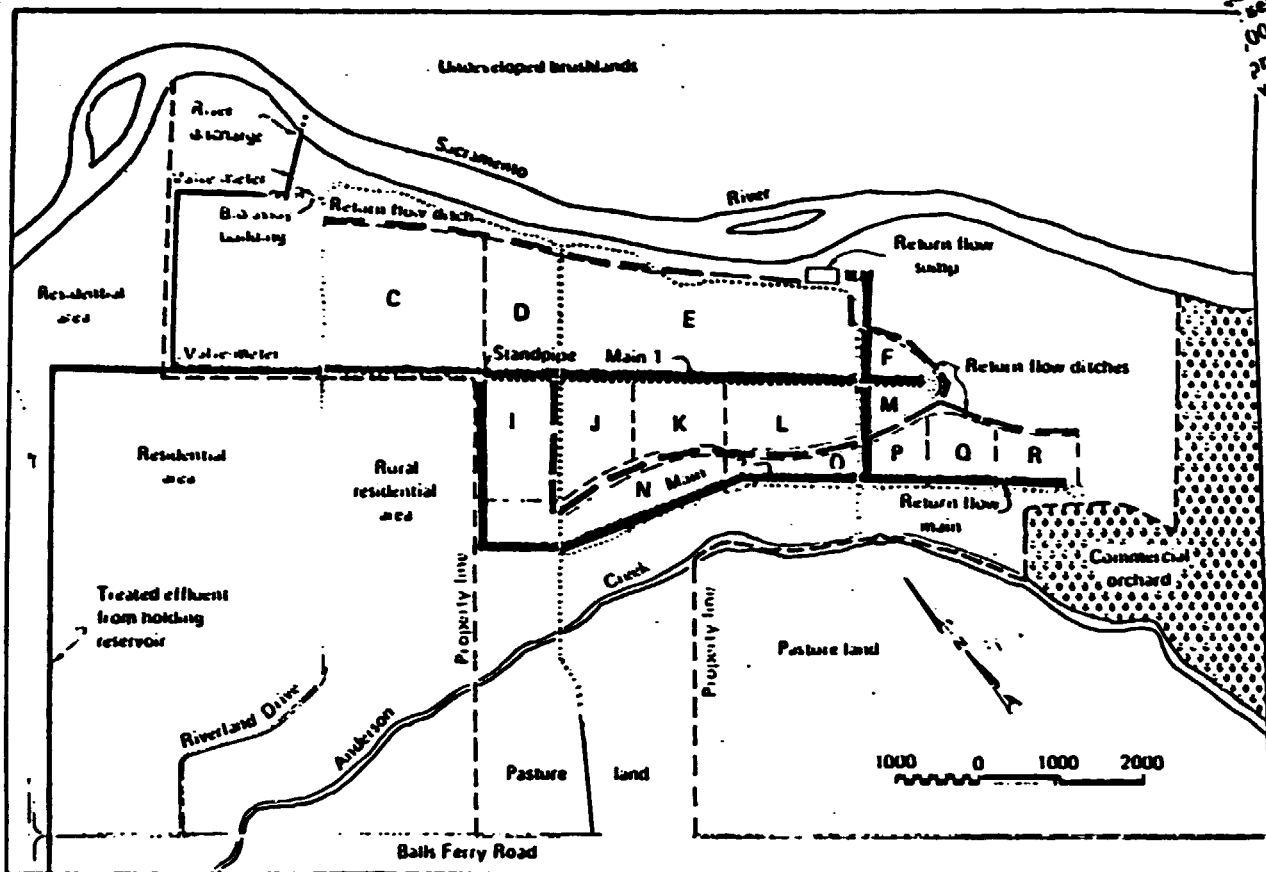 Undeveloped brushlands
River
discharge
Sacramento
River
Valve-meter
building
Return flow ditch
Return flow
sump
Residential
area
C
D
E
F
Valve-meter
Standpipe
Main 1
Return flow ditches
I
J
K
L
M
Residential
area
Rural
residential
area
N
Main
O
P
Q
R
Return flow
main
Commercial
orchard
Treated effluent
from holding
reservoir
Property line
Creek
Property line
Pasture land
N
Riverland Drive
Anderson
Pasture
land
1000
0
1000
2000
Balls Ferry Road